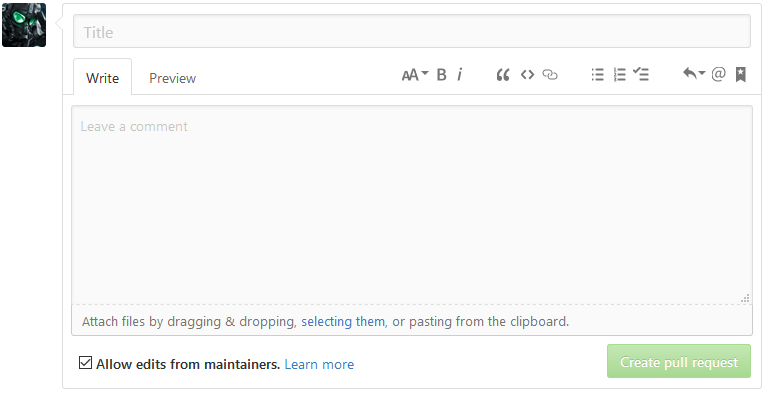 Title
Write Preview AA B i @
Leave a comment
Attach files by dragging & dropping, selecting them, or pasting from the clipboard.
Allow edits from maintainers. Learn more
Create pull request